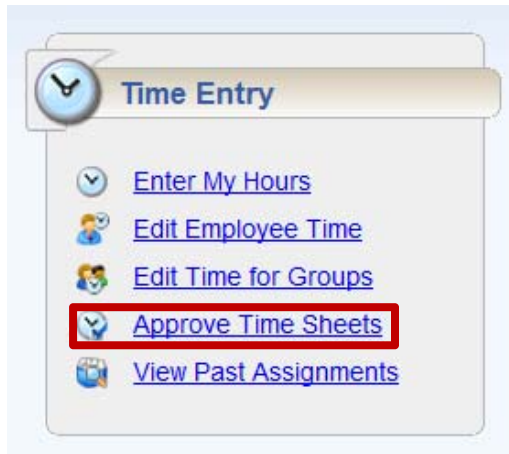 Time Entry
Enter My Hours
Edit Employee Time
Edit Time for Groups
Approve Time Sheets
View Past Assignments